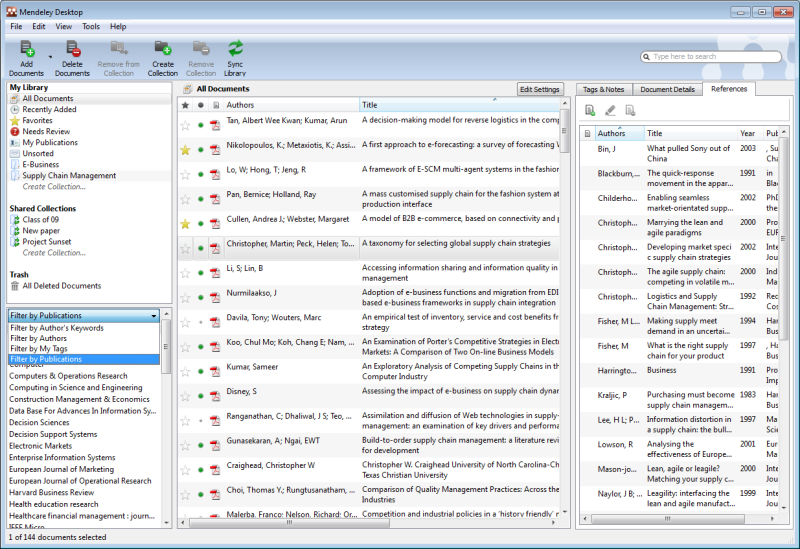 Mendeley Desktop
File Edit View Tools Help
Add Documents
Delete Documents
Remove from Collection
Create Collection
Remove Collection
Sync Library
Type here to search
My Library
All Documents
Recently Added
Favorites
Needs Review
My Publications
Unsorted
E-Business
Supply Chain Management
Create Collection...
Shared Collections
Class of 09
New paper
Project Sunset
Create Collection...
Trash
All Deleted Documents
Filter by Publications
Filter by Author's Keywords
Filter by Authors
Filter by My Tags
Filter by Publications
Computer
Computers & Operations Research
Computing in Science and Engineering
Construction Management & Economics
Data Base For Advances In Information Sy...
Decision Sciences
Decision Support Systems
Electronic Markets
Enterprise Information Systems
European Journal of Marketing
European Journal of Operational Research
Harvard Business Review
Health education research
Healthcare financial management : journ...
IEEE Micro
1 of 144 documents selected
All Documents
Edit Settings
Authors Title
Tan, Albert Wee Kwan; Kumar, Arun A decision-making model for reverse logistics in the comp
Nikolopoulos, K.; Metaxiotis, K.; Assi... A first approach to e-forecasting: a survey of forecasting
Lo, W; Hong, T; Jeng, R A framework of E-SCM multi-agent systems in the fashion
Pan, Bernice; Holland, Ray A mass customised supply chain for the fashion system at
production interface
Cullen, Andrea J.; Webster, Margaret A model of B2B e-commerce, based on connectivity and p
Christopher, Martin; Peck, Helen; To... A taxonomy for selecting global supply chain strategies
Li, S; Lin, B Accessing information sharing and information quality in
management
Nurmilaakso, J Adoption of e-business functions and migration from EDI
based e-business frameworks in supply chain integration
Davila, Tony; Wouters, Marc An empirical test of inventory, service and cost benefits fr
strategy
Koo, Chul Mo; Koh, Chang E; Nam, ... An Examination of Porter's Competitive Strategies in Elect
Markets: A Comparison of Two On-line Business Models
Kumar, Sameer An Exploratory Analysis of Competing Supply Chains in th
Computer Industry
Disney, S Assessing the impact of e-business on supply chain dynam
Ranganathan, C; Dhaliwal, J S; Teo, ... Assimilation and diffusion of Web technologies in supply-
management: an examination of key drivers and performa
Gunasekaran, A; Ngai, EWT Build-to-order supply chain management: a literature revi
for development
Craighead, Christopher W Christopher W. Craighead University of North Carolina-Ch
Texas Christian University
Choi, Thomas Y.; Rungtusanatham, ... Comparison of Quality Management Practices: Across the
Industries
Malerba, Franco; Nelson, Richard; Or... Competition and industrial policies in a 'history friendly' m
Tags & Notes Document Details References
Authors Title Year Pul
Bin, J What pulled Sony out of 2003 , Su
China Ch
Blackburn,... The quick-response 1991 in
movement in the appar... Bl
Childerho... Enabling seamless 2002 PhD
market-orientated supp...
Christoph... Marrying the lean and 2000 Pro
agile paradigms EUR
Christoph... Developing market speci 2002 Inte
c supply chain strategies Jou
Christoph... The agile supply chain: 2000 Ind
competing in volatile m... Ma
Christoph... Logistics and Supply 1992 Red
Chain Management: Str... Co
Fisher, M L... Making supply meet 1994 Har
demand in an uncertai... Bus
Fisher, M What is the right supply 1997 , Ha
chain for your product Bu
Harringto... Business 1991
Kraljic, P Purchasing must become 1983 Har
supply chain managem... Bus
Lee, H L; P... Information distortion in 1997 Ma
a supply chain: the bull... Sci
Lowson, R Analysing the 2001 Eur
effectiveness of Europe...
Mason-jo... Lean, agile or leagile? 2000 Inte
Matching your supply c... Jou
Naylor, J B; ... Leagility: interfacing the 1999 Inte
lean and agile manufact... Jou